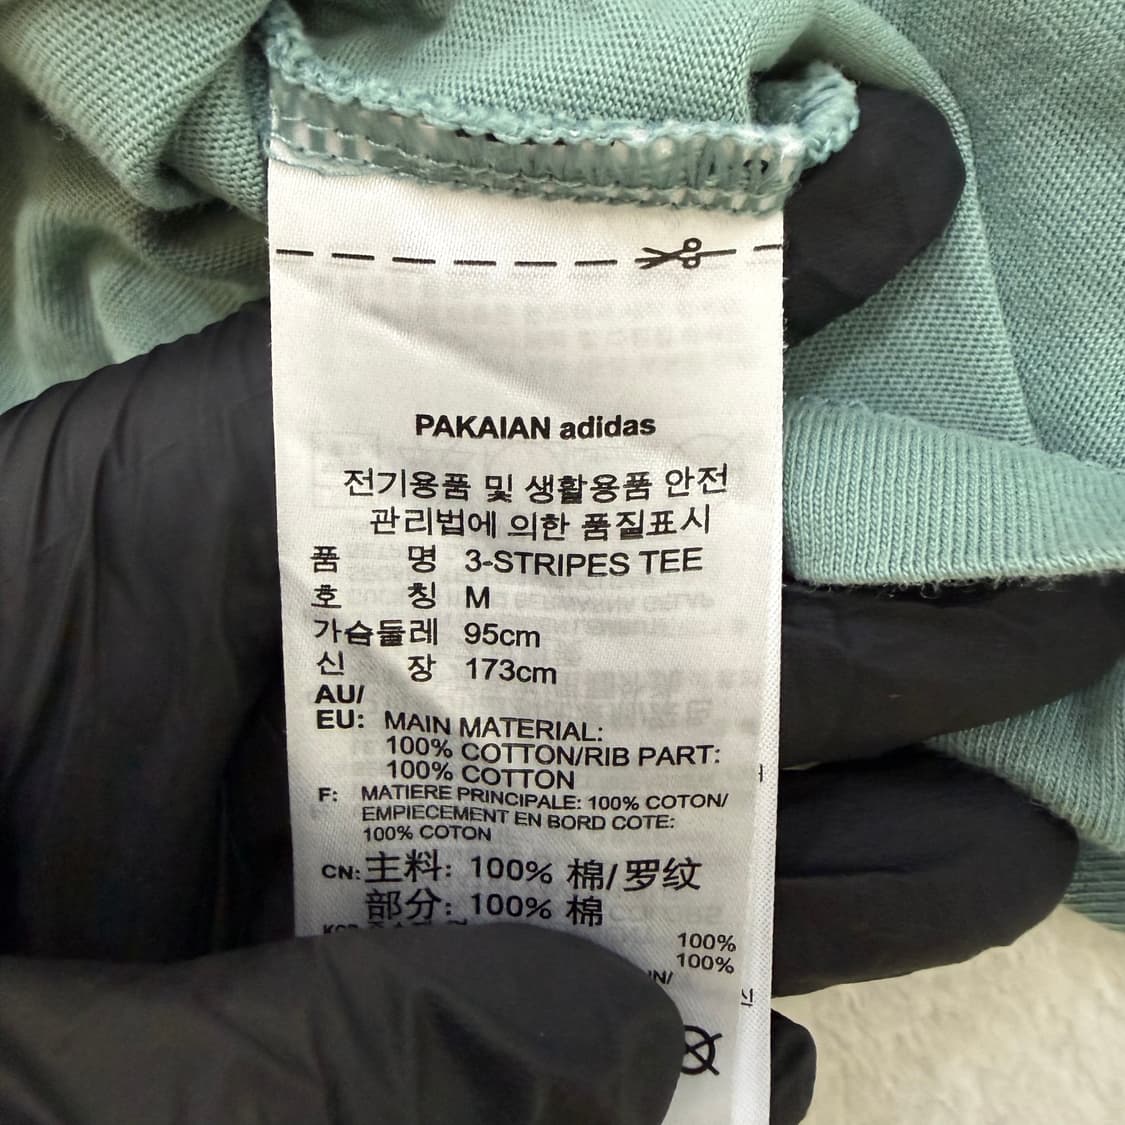 PAKAIAN adidas
전기용품 및 생활용품 안전
관리법에 의한 품질표시
품 명 3-STRIPES TEE
호 칭 M
가슴둘레 95cm
신 장 173cm
AU/
EU: MAIN MATERIAL:
100% COTTON/RIB PART:
100% COTTON
F: MATIERE PRINCIPALE: 100% COTON/
EMPIECEMENT EN BORD COTE:
100% COTON
CN: 主料: 100% 棉/罗纹
部分: 100% 棉
100%
100%